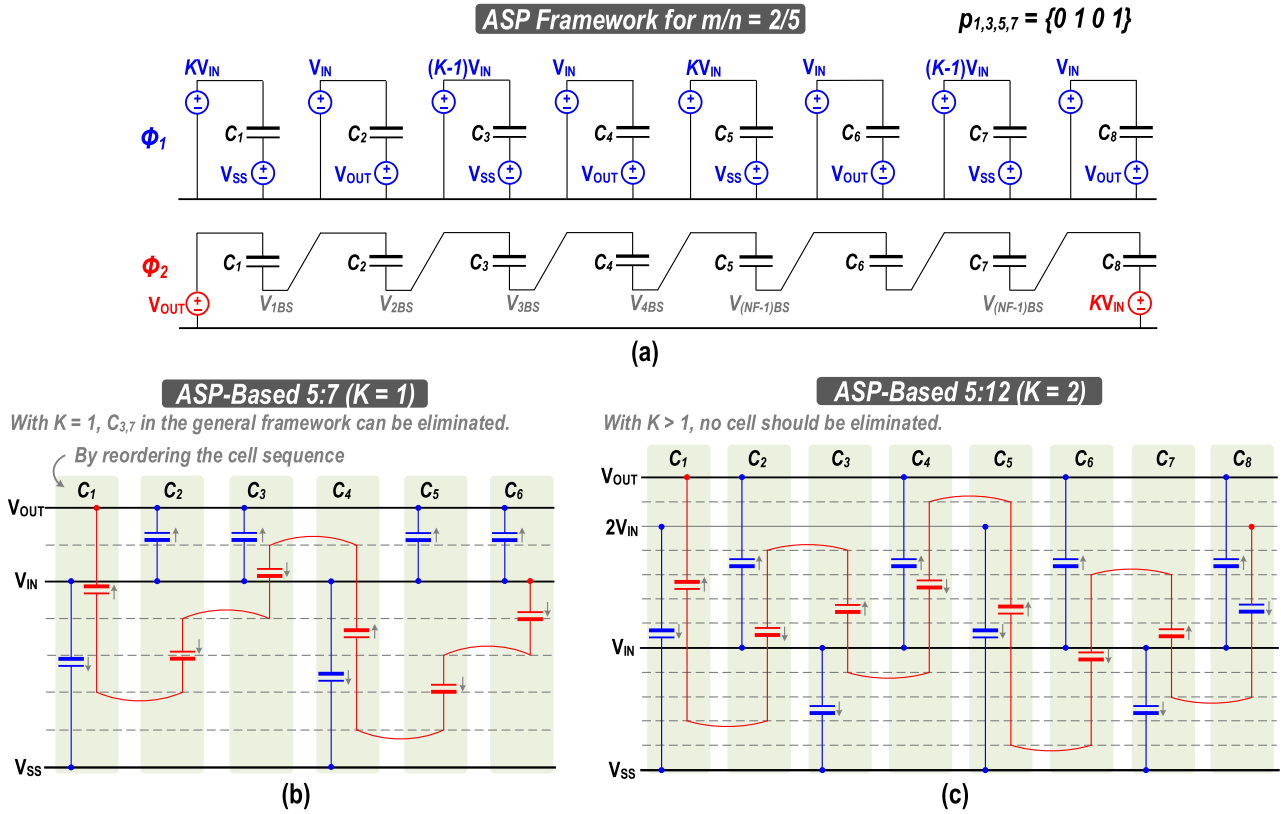 ASP Framework for m/n = 2/5
p1,3,5,7 = {0 1 0 1}
KVIN VIN (K-1)VIN VIN KVIN VIN (K-1)VIN VIN
Φ1
C1 C2 C3 C4 C5 C6 C7 C8
VSS VOUT VSS VOUT VSS VOUT VSS VOUT
Φ2
C1 C2 C3 C4 C5 C6 C7 C8
VOUT V1BS V2BS V3BS V4BS V(NF-1)BS V(NF-1)BS KVIN
(a)
ASP-Based 5:7 (K = 1)
With K = 1, C3,7 in the general framework can be eliminated.
By reordering the cell sequence
C1 C2 C3 C4 C5 C6
VOUT
VIN
VSS
(b)
ASP-Based 5:12 (K = 2)
With K > 1, no cell should be eliminated.
C1 C2 C3 C4 C5 C6 C7 C8
VOUT
2VIN
VIN
VSS
(c)